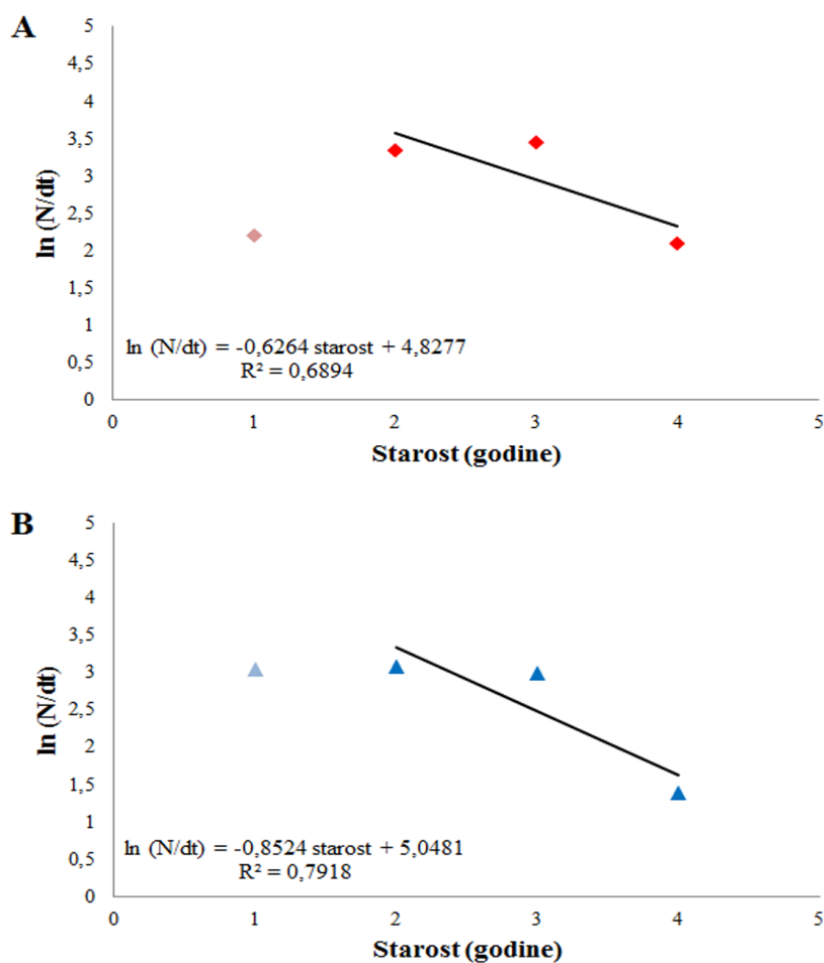 A
5
4,5
4
3,5
3
2,5
2
1,5
1
0,5
0
ln (N/dt)
ln (N/dt) = -0,6264 starost + 4,8277
R² = 0,6894
0 1 2 3 4 5
Starost (godine)
B
5
4,5
4
3,5
3
2,5
2
1,5
1
0,5
0
ln (N/dt)
ln (N/dt) = -0,8524 starost + 5,0481
R² = 0,7918
0 1 2 3 4 5
Starost (godine)